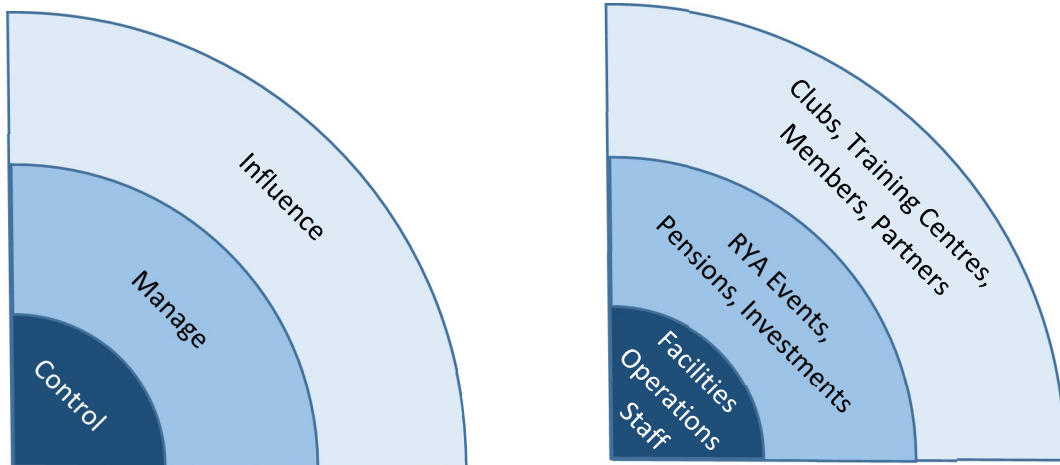 Influence
Manage
Control
Clubs, Training Centres,
Members, Partners
RYA Events,
Pensions, Investments
Facilities
Operations
Staff